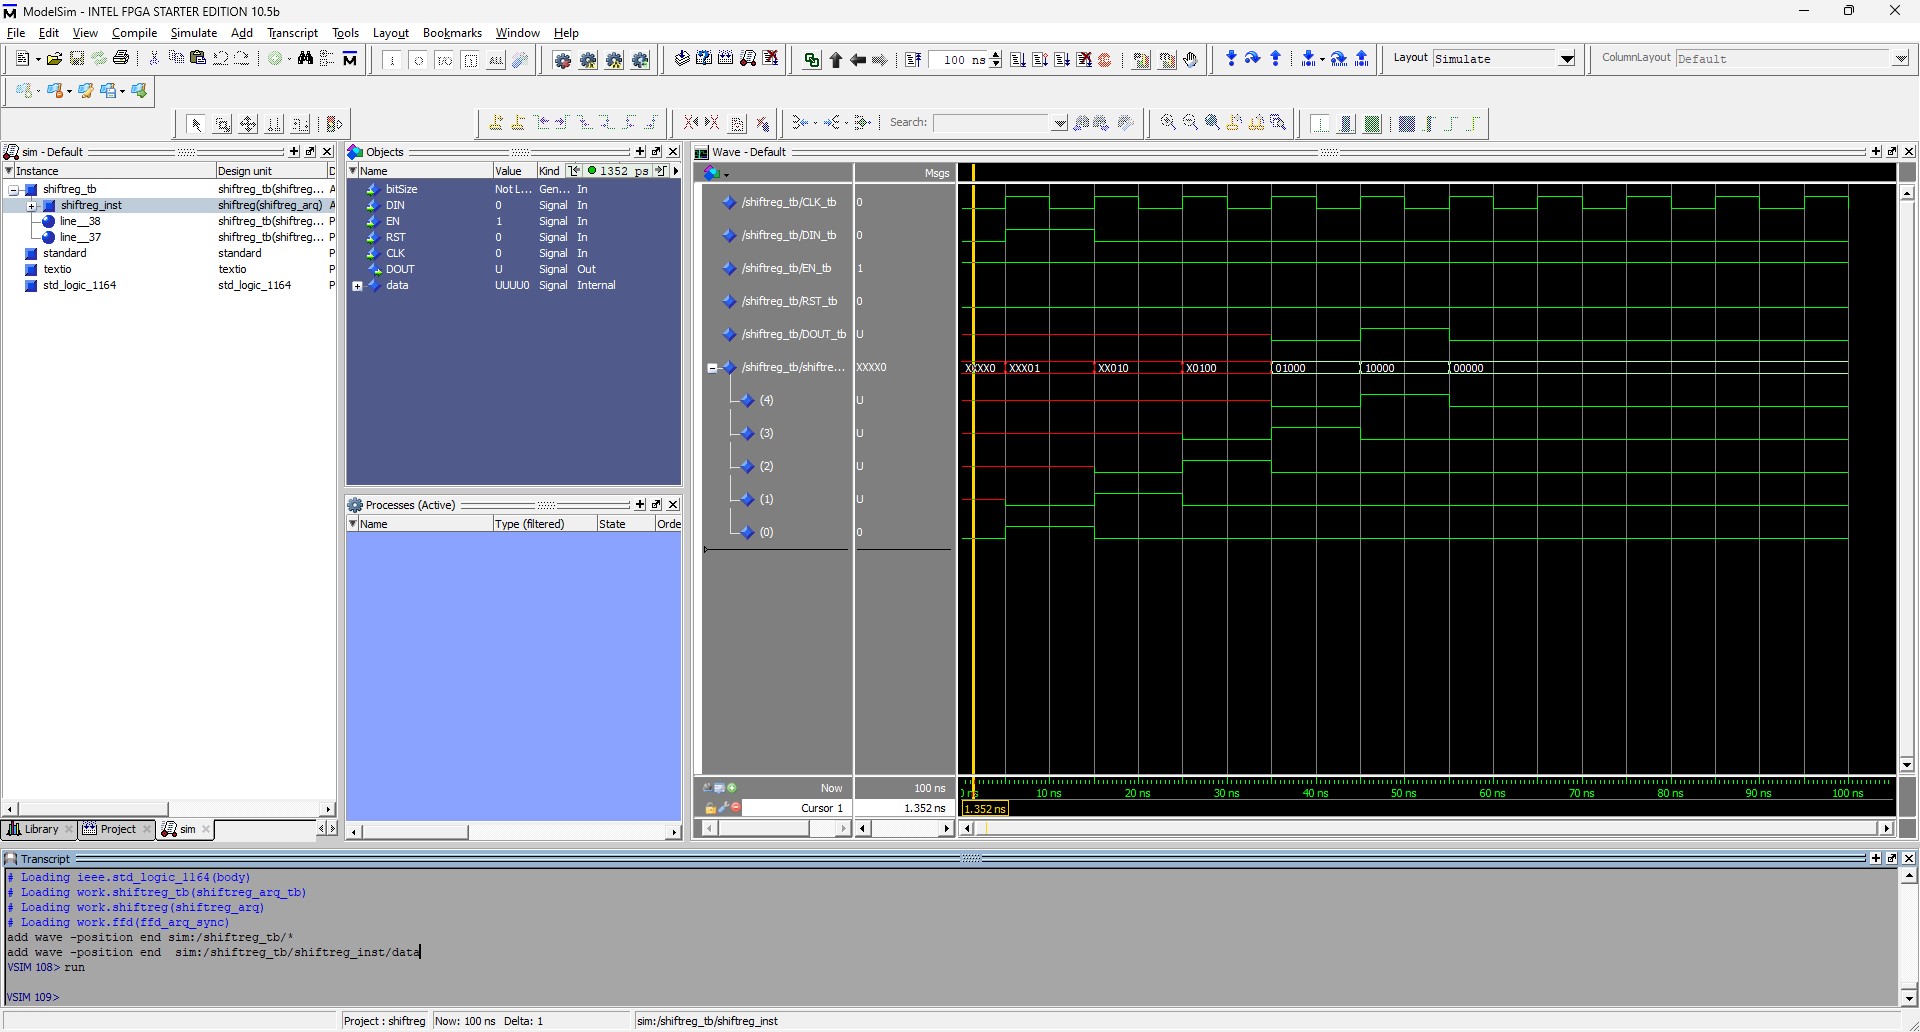 ModelSim - INTEL FPGA STARTER EDITION 10.5b
File Edit View Compile Simulate Add Transcript Tools Layout Bookmarks Window Help
100 ns
Layout Simulate
ColumnLayout Default
Search:
sim - Default
Instance Design unit
shiftreg_tb shiftreg_tb(shiftreg... A
shiftreg_inst shiftreg(shiftreg_arq) A
line__38 shiftreg_tb(shiftreg... P
line__37 shiftreg_tb(shiftreg... P
standard standard P
textio textio P
std_logic_1164 std_logic_1164 P
Library Project sim
Objects
Name Value Kind 1352 ps
bitSize Not L... Gen... In
DIN 0 Signal In
EN 1 Signal In
RST 0 Signal In
CLK 0 Signal In
DOUT U Signal Out
data UUUU0 Signal Internal
Processes (Active)
Name Type (filtered) State Orde
Wave - Default
Msgs
/shiftreg_tb/CLK_tb 0
/shiftreg_tb/DIN_tb 0
/shiftreg_tb/EN_tb 1
/shiftreg_tb/RST_tb 0
/shiftreg_tb/DOUT_tb U
/shiftreg_tb/shiftre... XXXX0 XXXX0 XXX01 XX010 X0100 01000 10000 00000
(4) U
(3) U
(2) U
(1) U
(0) 0
Now 100 ns
10 ns 20 ns 30 ns 40 ns 50 ns 60 ns 70 ns 80 ns 90 ns 100 ns
Cursor 1 1.352 ns 1.352 ns
Transcript
# Loading ieee.std_logic_1164(body)
# Loading work.shiftreg_tb(shiftreg_arq_tb)
# Loading work.shiftreg(shiftreg_arq)
# Loading work.ffd(ffd_arq_sync)
add wave -position end sim:/shiftreg_tb/*
add wave -position end  sim:/shiftreg_tb/shiftreg_inst/data
VSIM 108> run
VSIM 109>
Project : shiftreg Now: 100 ns Delta: 1 sim:/shiftreg_tb/shiftreg_inst